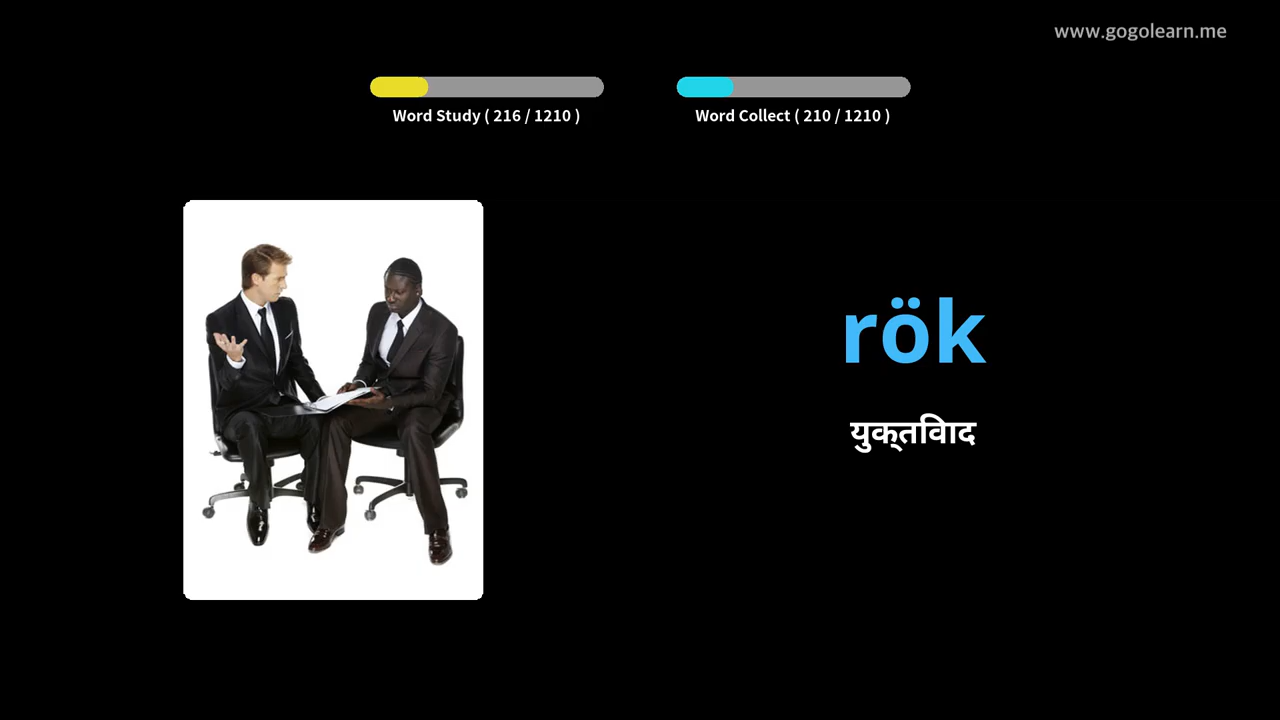 www.gogolearn.me
Word Study ( 216 / 1210 )
Word Collect ( 210 / 1210 )
rök
युक्तिवाद